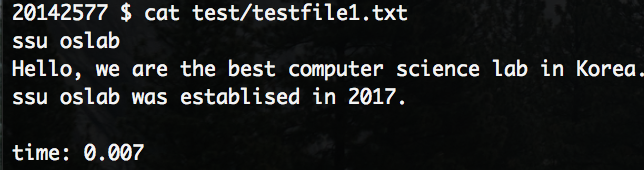 20142577 $ cat test/testfile1.txt
ssu oslab
Hello, we are the best computer science lab in Korea.
ssu oslab was establised in 2017.
time: 0.007